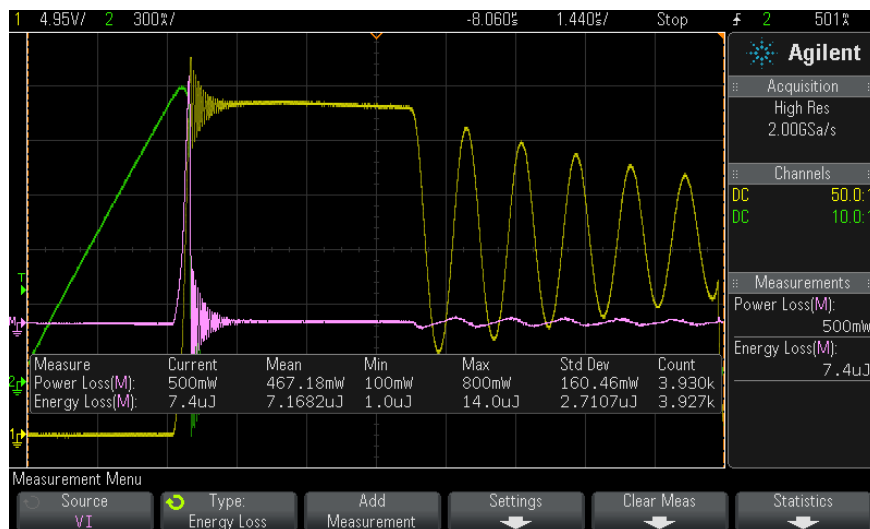 1 4.95V/ 2 300%/ -8.060s 1.440s/ Stop 2 501%
Agilent
Acquisition
High Res
2.00GSa/s
Channels
DC 50.0:1
DC 10.0:1
Measurements
Power Loss(M):
500mW
Energy Loss(M):
7.4uJ
T
M
2
1
Measure Current Mean Min Max Std Dev Count
Power Loss(M): 500mW 467.18mW 100mW 800mW 160.46mW 3.930k
Energy Loss(M): 7.4uJ 7.1682uJ 1.0uJ 14.0uJ 2.7107uJ 3.927k
Measurement Menu
Source
VI
Type:
Energy Loss
Add
Measurement
Settings
Clear Meas
Statistics